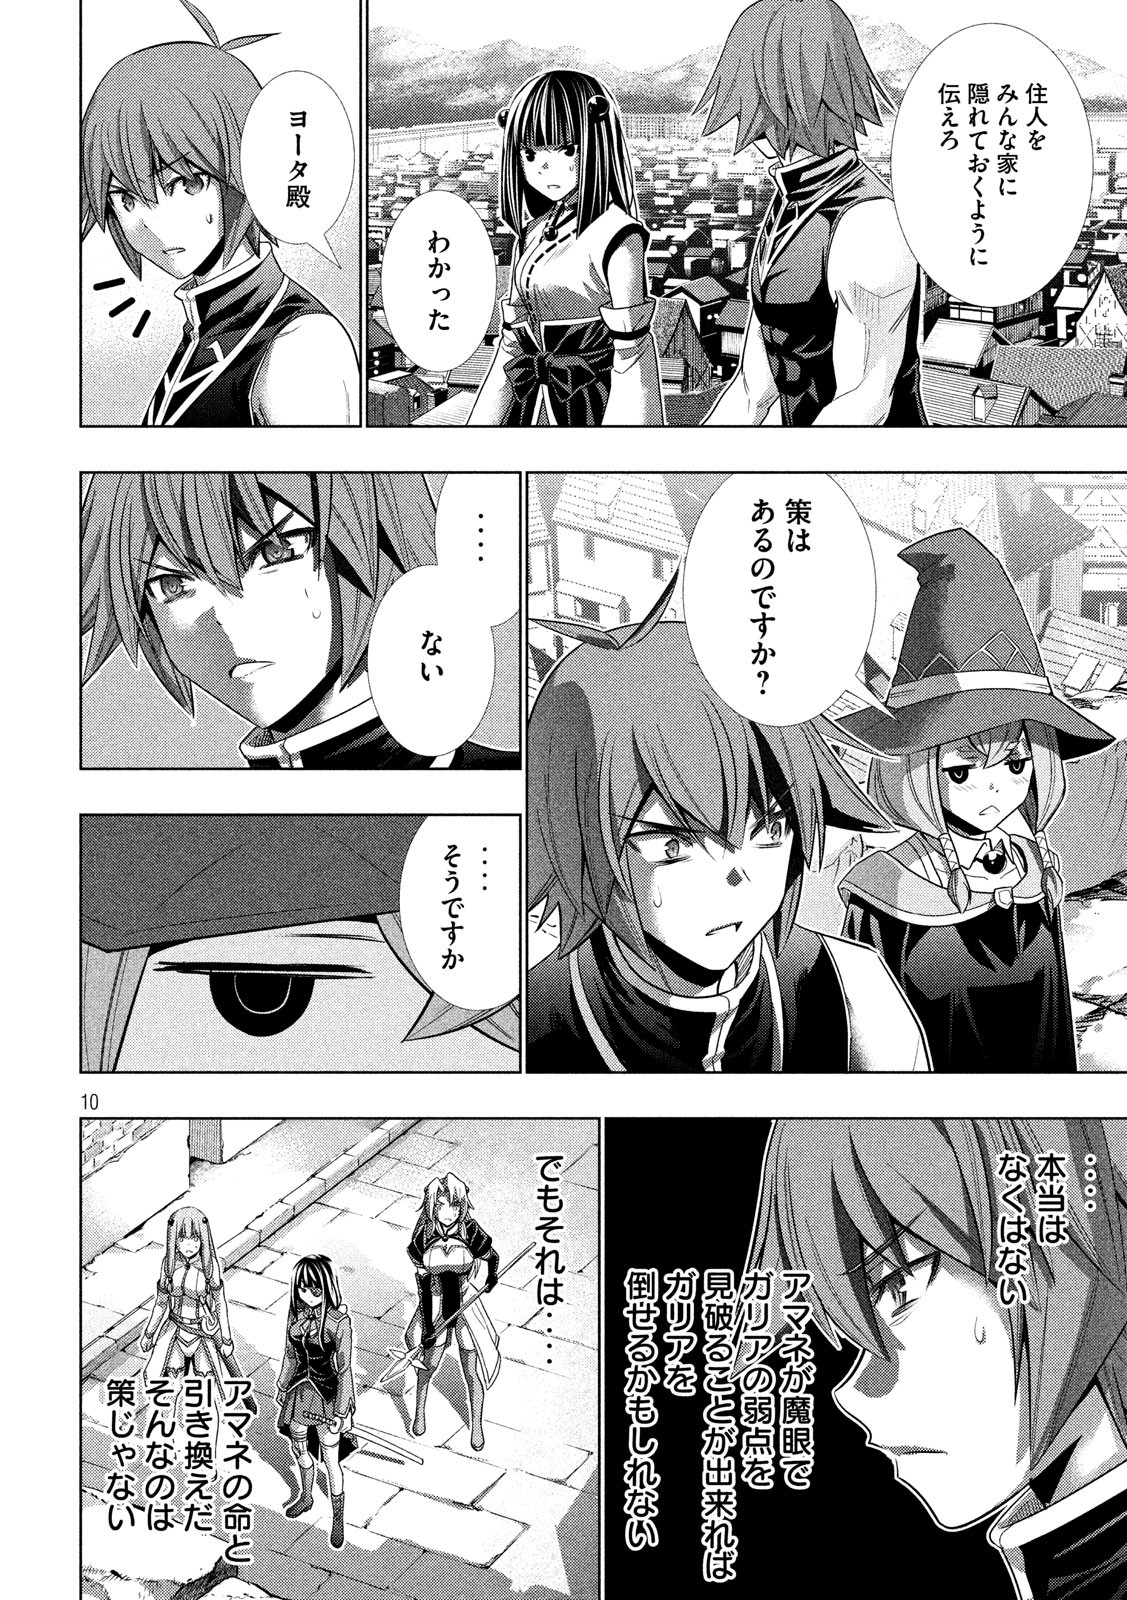 住人を
みんな家に
隠れておくように
伝えろ
わかった
ヨータ殿
策は
あるのですか?
‥‥
ない
‥‥
そうですか
‥‥
本当は
なくはない
アマネが魔眼で
ガリアの弱点を
見破ることが出来れば
ガリアを
倒せるかもしれない
でもそれは‥‥
アマネの命と
引き換えだ
そんなのは
策じゃない
10